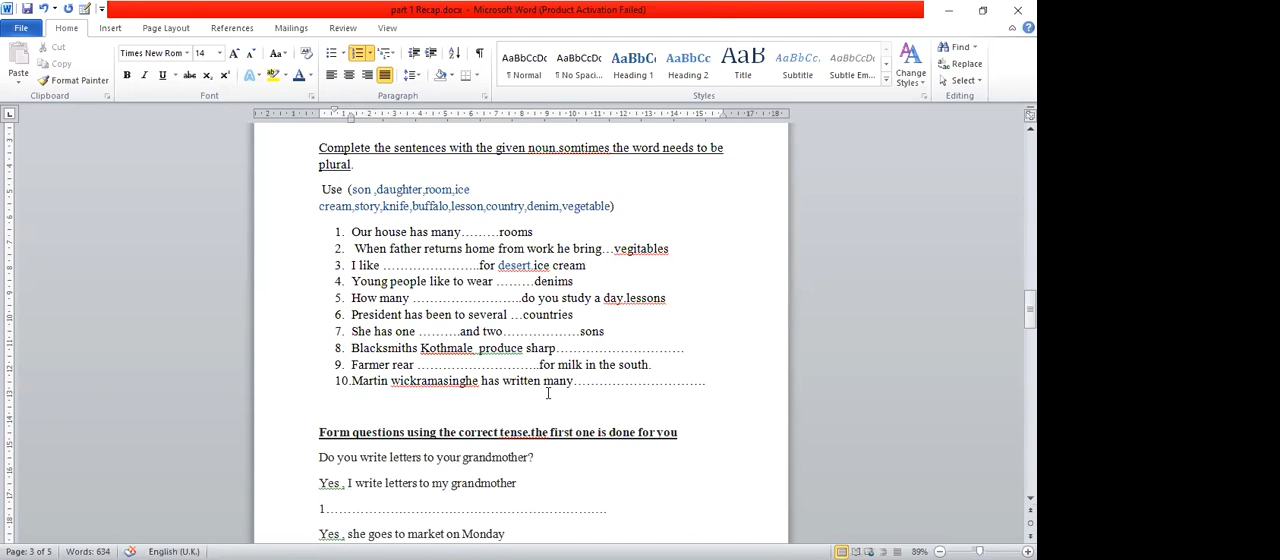 part 1 Recap.docx - Microsoft Word (Product Activation Failed)
File Home Insert Page Layout References Mailings Review View
Cut
Copy
Format Painter
Paste
Clipboard
Times New Rom 14
Font
Paragraph
AaBbCcDc AaBbCcDc AaBbCc AaBbCc AaB AaBbCc. AaBbCcDc
¶ Normal ¶ No Spaci... Heading 1 Heading 2 Title Subtitle Subtle Em...
Styles
Change Styles
Find
Replace
Select
Editing
Complete the sentences with the given noun.somtimes the word needs to be
plural.
Use (son ,daughter,room,ice
cream,story,knife,buffalo,lesson,country,denim,vegetable)
1. Our house has many………rooms
2. When father returns home from work he bring…vegitables
3. I like …………………..for desert.ice cream
4. Young people like to wear ………denims
5. How many …………………….do you study a day.lessons
6. President has been to several …countries
7. She has one ……….and two………………sons
8. Blacksmiths Kothmale produce sharp…………………………
9. Farmer rear ………………………..for milk in the south.
10.Martin wickramasinghe has written many………………………….
Form questions using the correct tense.the first one is done for you
Do you write letters to your grandmother?
Yes , I write letters to my grandmother
1…………………………………………………………
Yes , she goes to market on Monday
Page: 3 of 5 Words: 634 English (U.K.) 89%